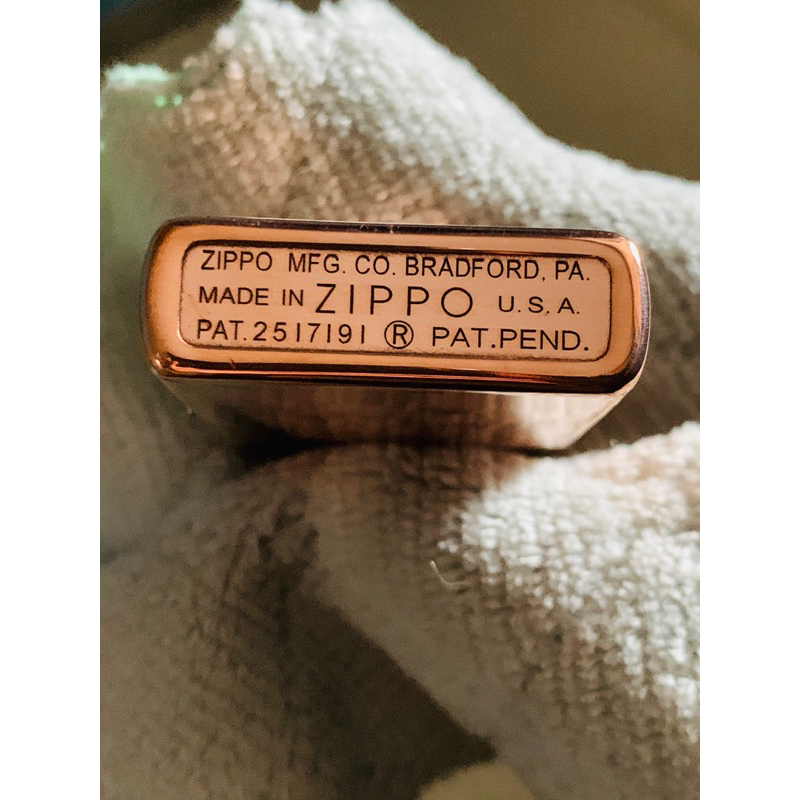 ZIPPO MFG. CO. BRADFORD, PA.
MADE IN ZIPPO U.S.A.
PAT.2517191 ® PAT.PEND.